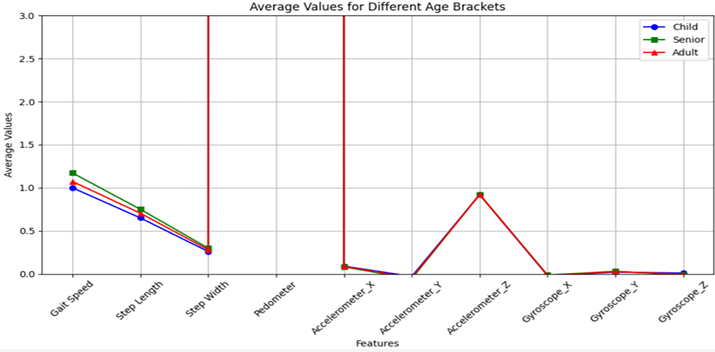 Average Values for Different Age Brackets
3.0
2.5
2.0
1.5
1.0
0.5
0.0
Average Values
Child
Senior
Adult
Gait Speed
Step Length
Step Width
Pedometer
Accelerometer_X
Accelerometer_Y
Accelerometer_Z
Gyroscope_X
Gyroscope_Y
Gyroscope_Z
Features